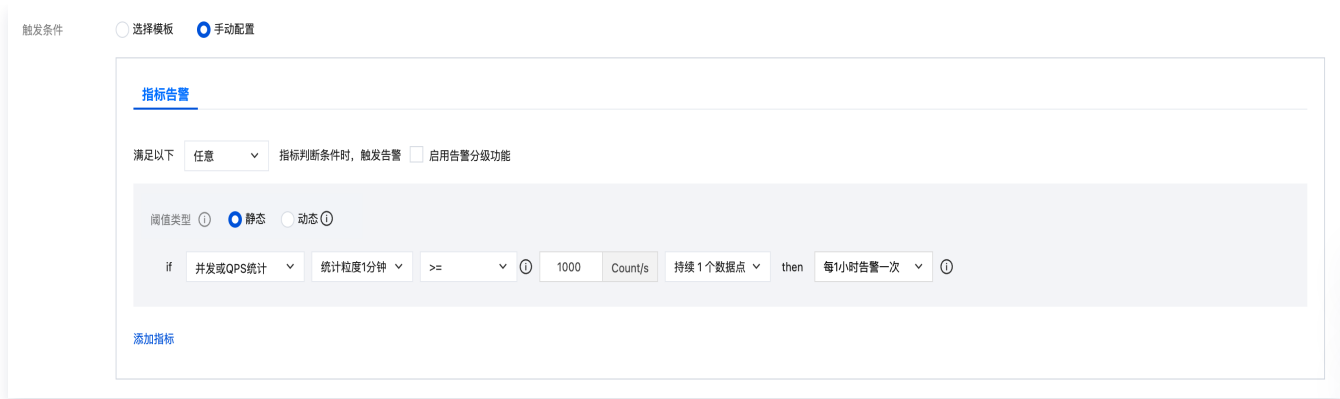 触发条件 选择模板 手动配置
指标告警
满足以下 任意 指标判断条件时，触发告警 启用告警分级功能
阈值类型 静态 动态
if 并发或QPS统计 统计粒度1分钟 >= 1000 Count/s 持续 1 个数据点 then 每1小时告警一次
添加指标